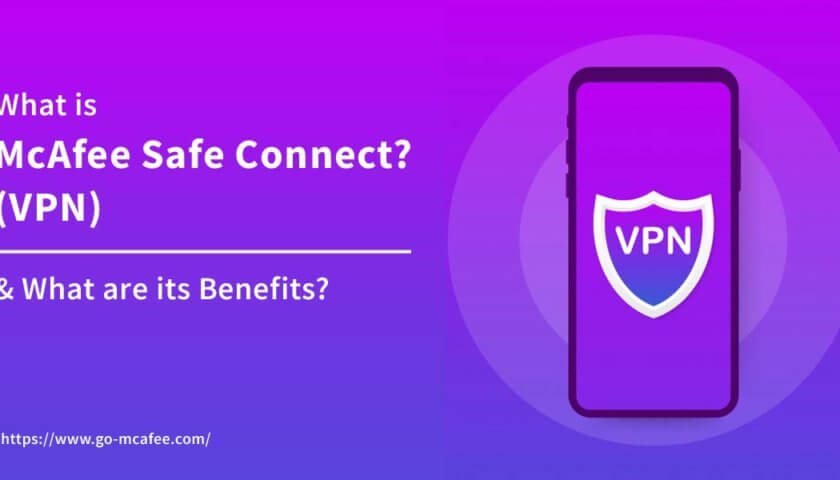 What is
McAfee Safe Connect?
(VPN)
& What are its Benefits?
https://www.go-mcafee.com/
VPN